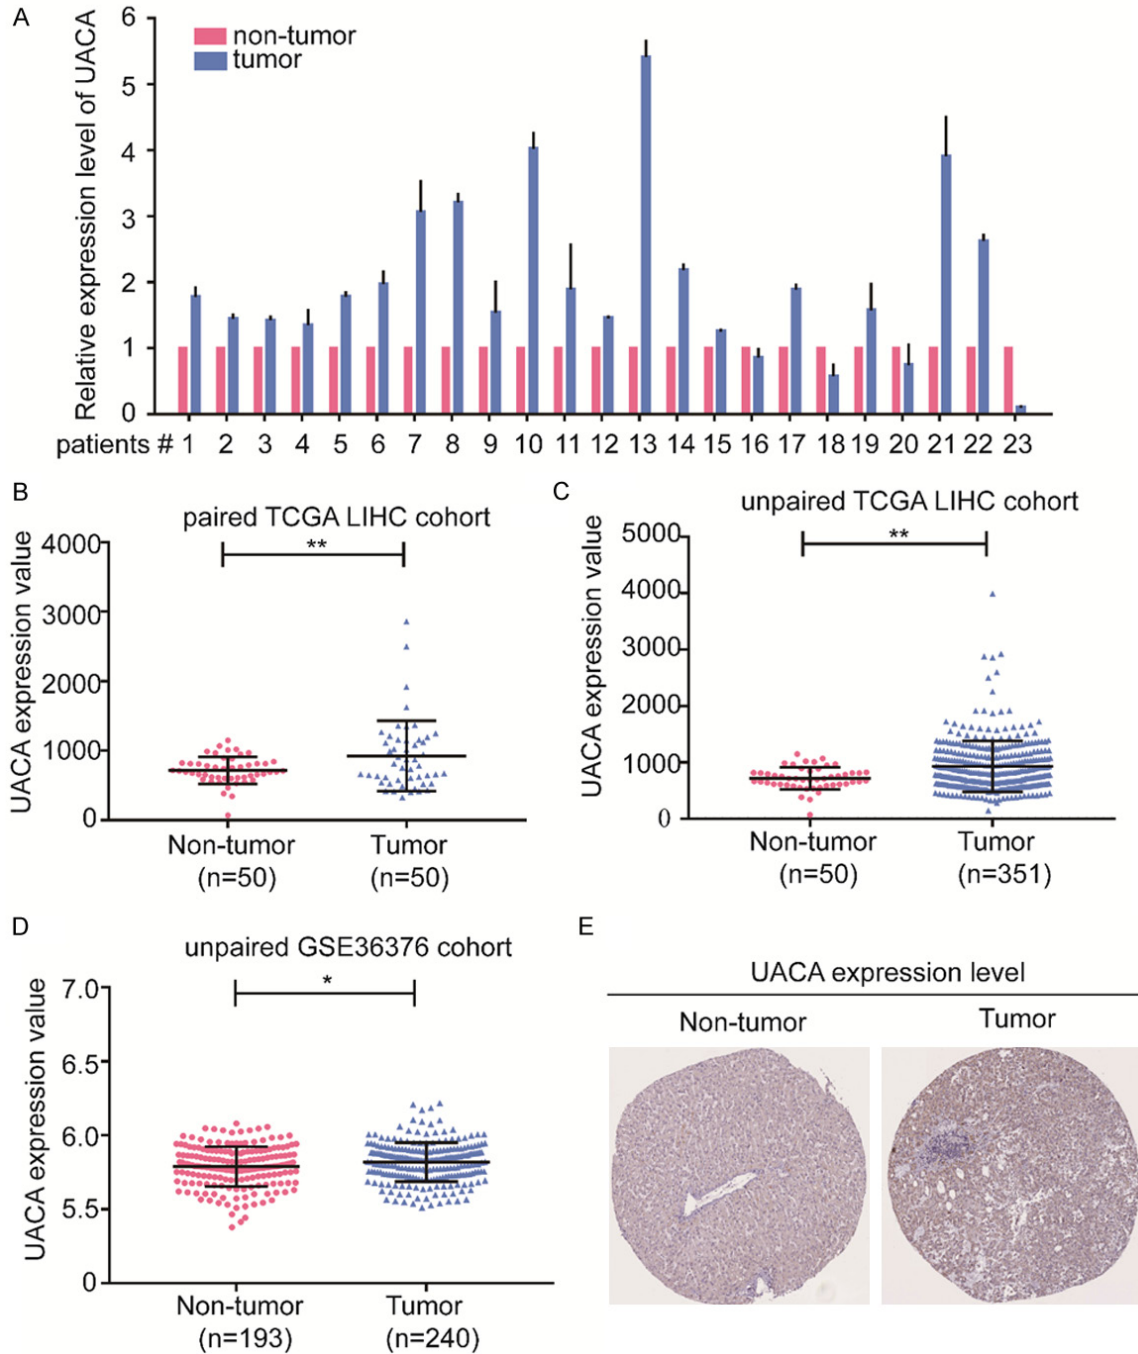 A
Relative expression level of UACA
6
5
4
3
2
1
0
non-tumor
tumor
patients # 1 2 3 4 5 6 7 8 9 10 11 12 13 14 15 16 17 18 19 20 21 22 23
B
paired TCGA LIHC cohort
**
UACA expression value
4000
3000
2000
1000
0
Non-tumor Tumor
(n=50) (n=50)
C
unpaired TCGA LIHC cohort
**
UACA expression value
5000
4000
3000
2000
1000
0
Non-tumor Tumor
(n=50) (n=351)
D
unpaired GSE36376 cohort
*
UACA expression value
7.0
6.5
6.0
5.5
0
Non-tumor Tumor
(n=193) (n=240)
E
UACA expression level
Non-tumor Tumor